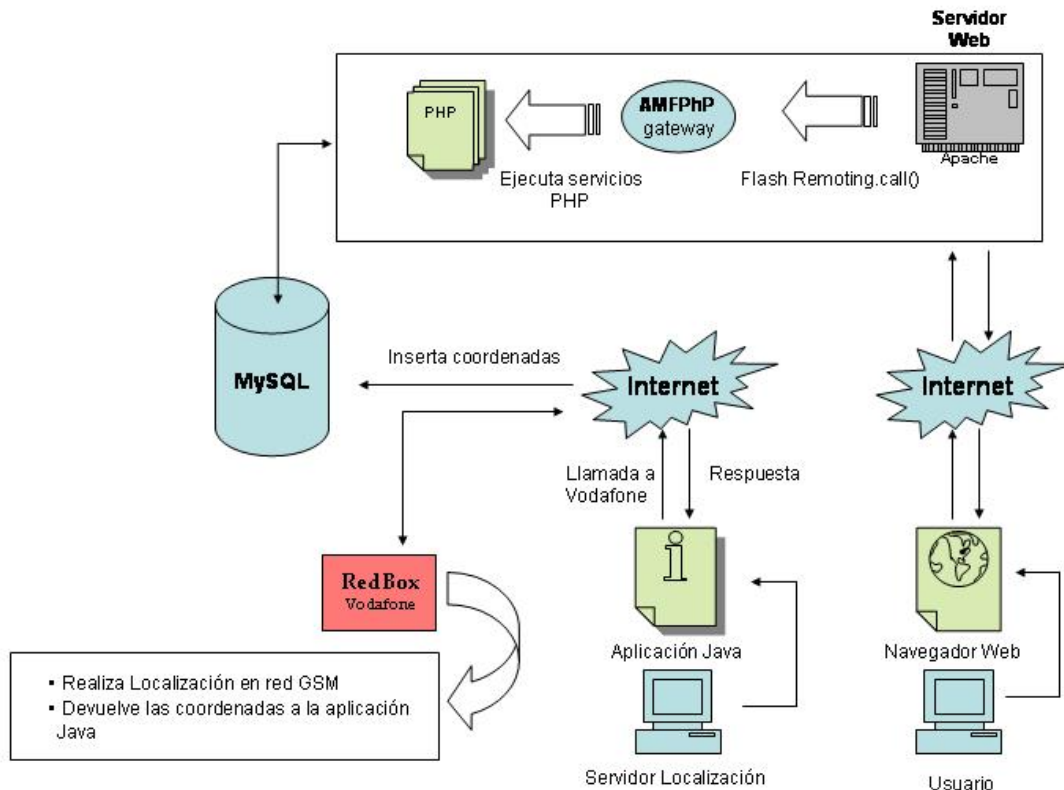 Servidor
Web
PHP
AMFPhP
gateway
Apache
Ejecuta servicios
PHP
Flash Remoting.call()
MySQL
Inserta coordenadas
Internet
Internet
Llamada a
Vodafone
Respuesta
RedBox
Vodafone
Aplicación Java
Navegador Web
▪ Realiza Localización en red GSM
▪ Devuelve las coordenadas a la aplicación
Java
Servidor Localización
Usuario